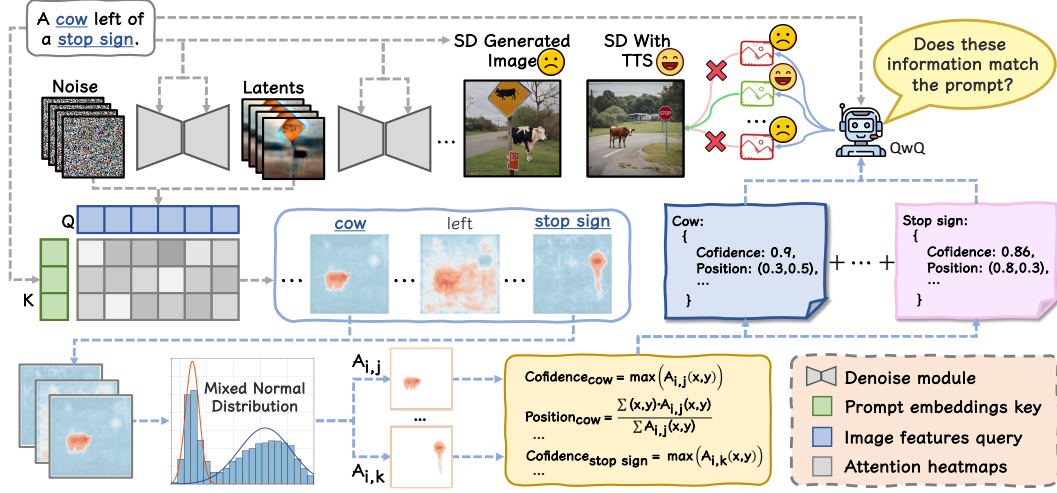 A cow left of
a stop sign.
Noise
Latents
...
SD Generated
Image
SD With
TTS
STOP
...
Does these
information match
the prompt?
QwQ
Q
K
...
cow
...
left
...
stop sign
Cow:
{
Cofidence: 0.9,
Position: (0.3,0.5),
...
}
+ ... +
Stop sign:
{
Cofidence: 0.86,
Position: (0.8,0.3),
...
}
Mixed Normal
Distribution
A_{i,j}
...
A_{i,k}
Cofidence_{cow} = max(A_{i,j}(x,y))
Position_{cow} = ∑(x,y)·A_{i,j}(x,y) / ∑A_{i,j}(x,y)
...
Cofidence_{stop sign} = max(A_{i,k}(x,y))
...
Denoise module
Prompt embeddings key
Image features query
Attention heatmaps